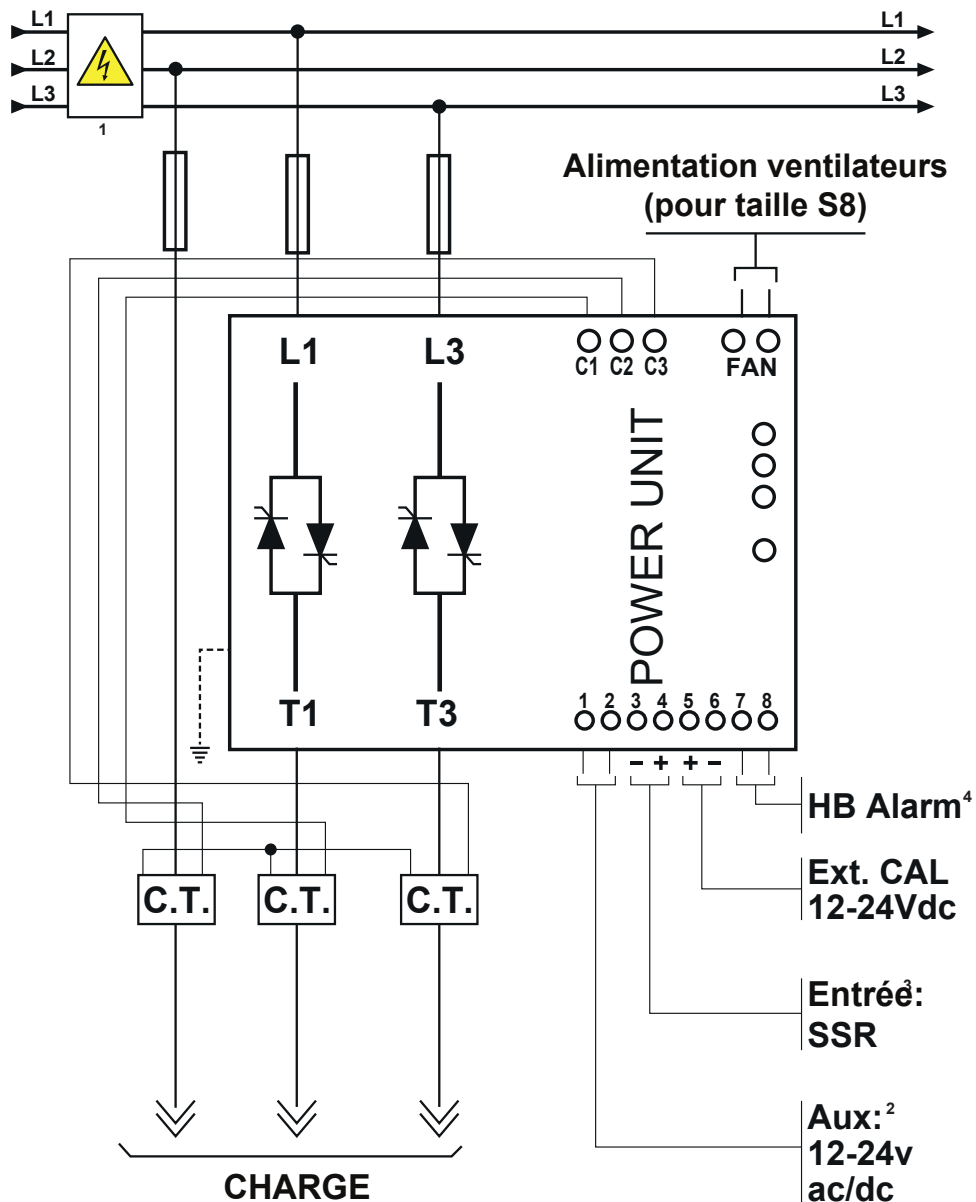 L1 L1
L2 L2
L3 L3
1
Alimentation ventilateurs
(pour taille S8)
L1 L3
C1 C2 C3 FAN
POWER UNIT
T1 T3
1 2 3 4 5 6 7 8
– + + –
HB Alarm⁴
C.T. C.T. C.T.
Ext. CAL
12-24Vdc
Entrée³:
SSR
Aux:²
12-24v
ac/dc
CHARGE